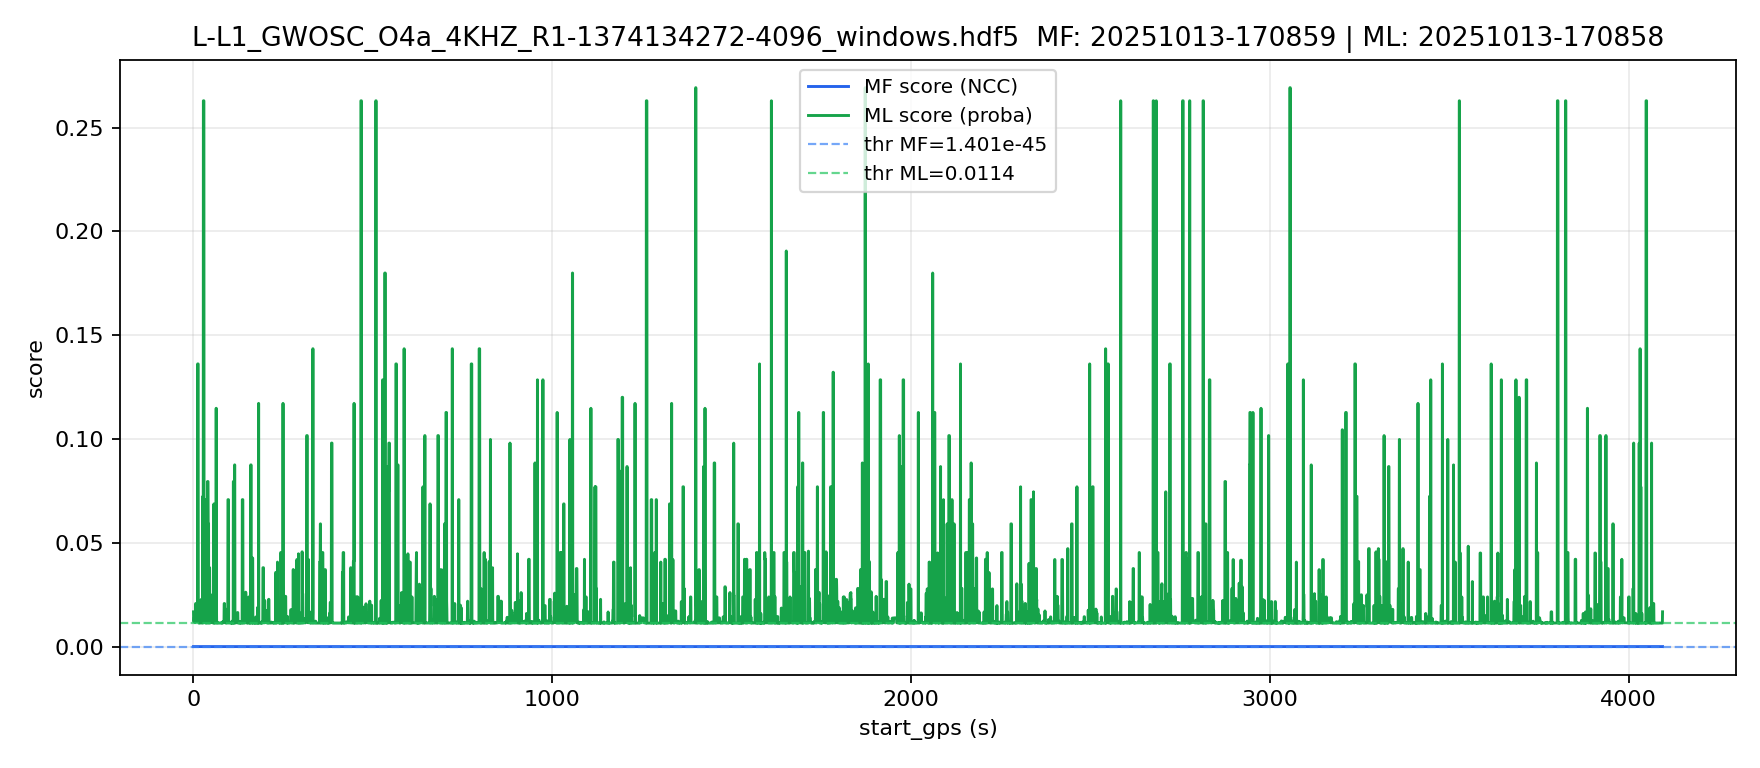 L-L1_GWOSC_O4a_4KHZ_R1-1374134272-4096_windows.hdf5  MF: 20251013-170859 | ML: 20251013-170858
MF score (NCC)
ML score (proba)
thr MF=1.401e-45
thr ML=0.0114
score
0.25
0.20
0.15
0.10
0.05
0.00
0
1000
2000
3000
4000
start_gps (s)